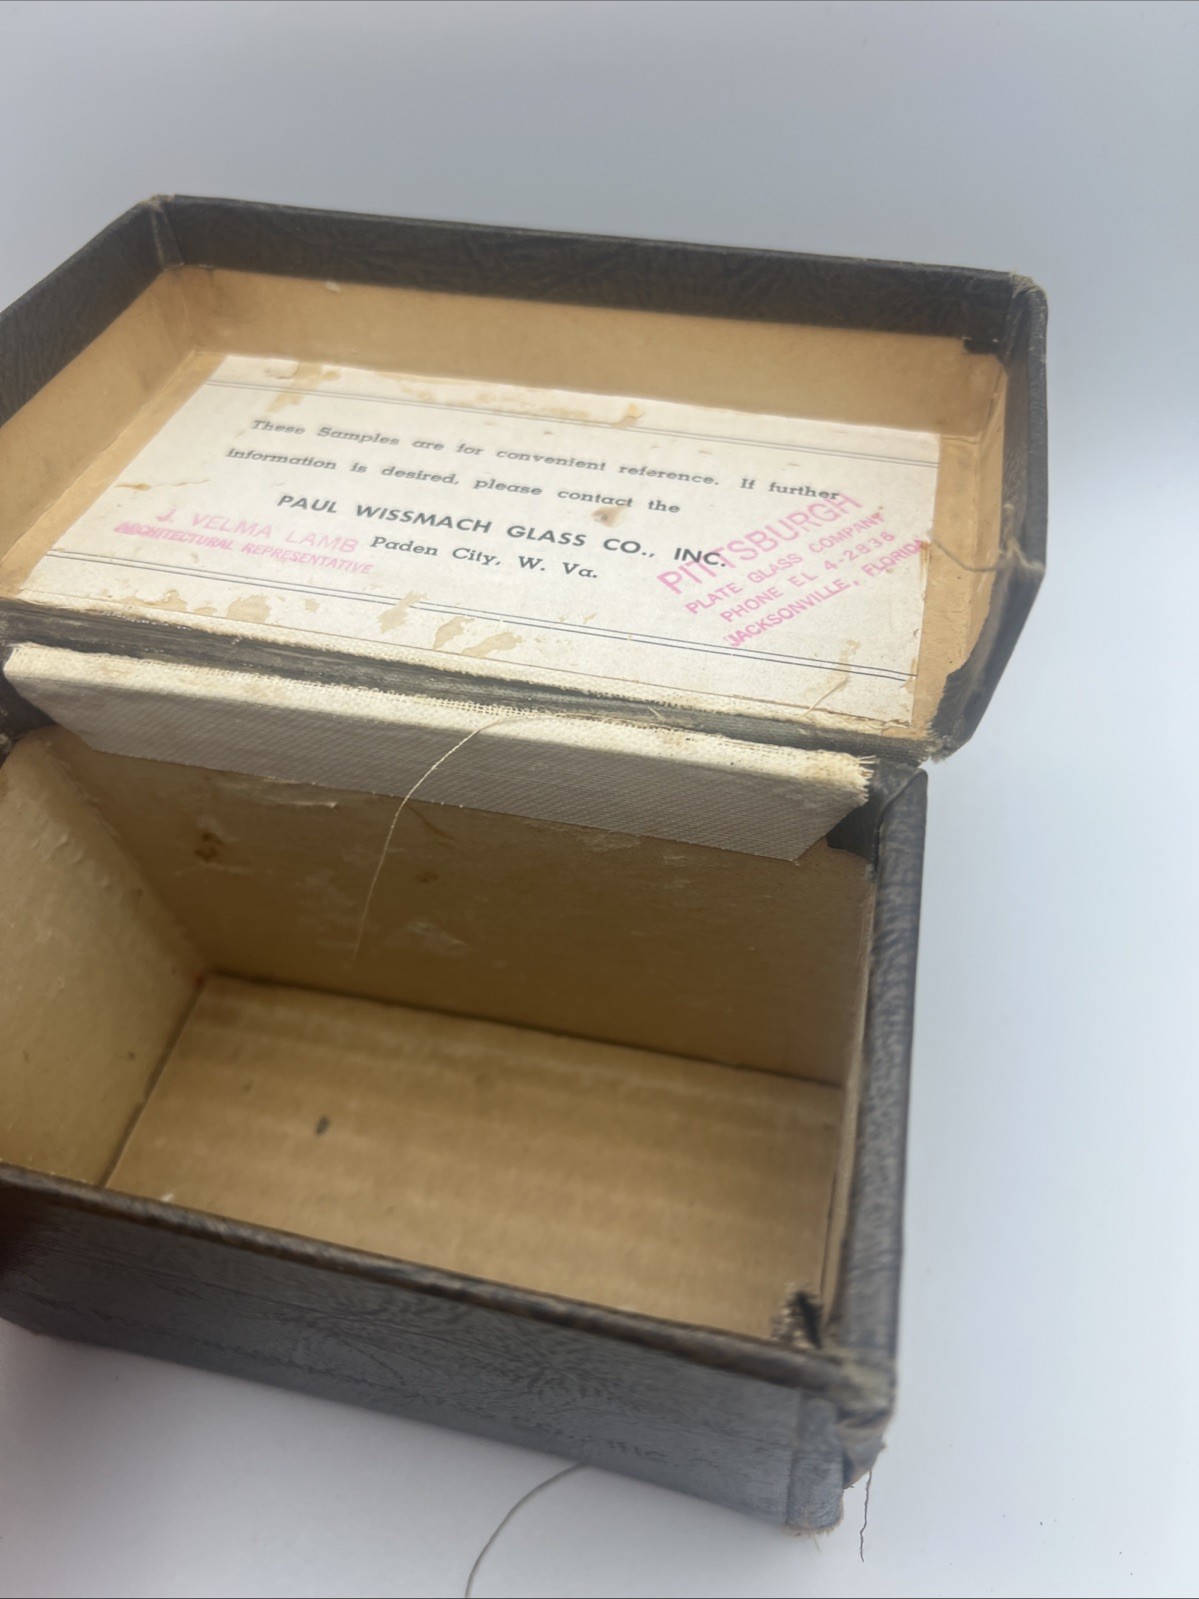 These Samples are for convenient reference. If further
information is desired, please contact the
PAUL WISSMACH GLASS CO., INC.
Paden City, W. Va.
J. VELMA LAMB
ARCHITECTURAL REPRESENTATIVE
PITTSBURGH
PLATE GLASS COMPANY
PHONE EL 4-2836
JACKSONVILLE, FLORIDA